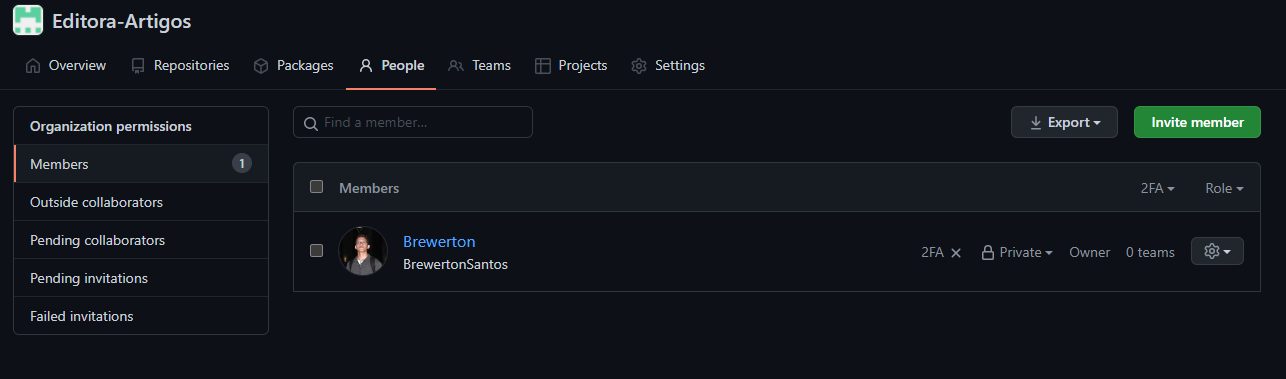 Editora-Artigos
Overview
Repositories
Packages
People
Teams
Projects
Settings
Organization permissions
Members 1
Outside collaborators
Pending collaborators
Pending invitations
Failed invitations
Find a member...
Export
Invite member
Members 2FA Role
Brewerton
BrewertonSantos
2FA Private Owner 0 teams